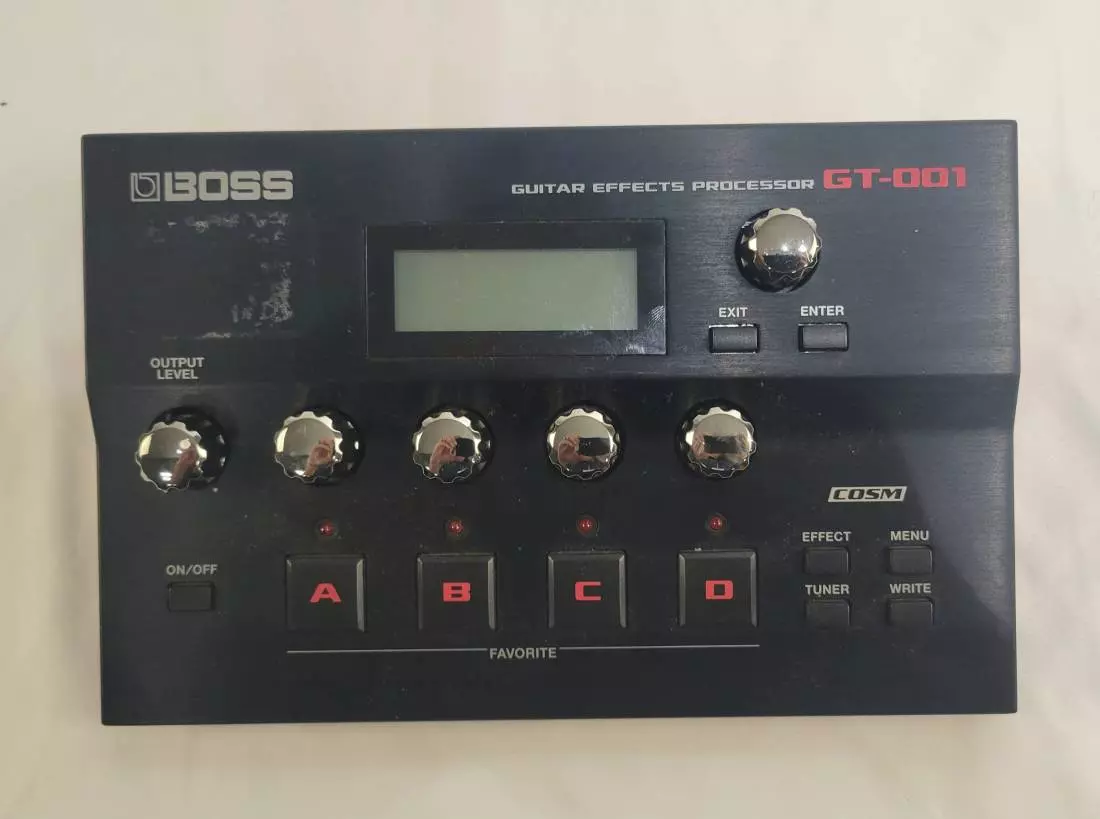 BOSS
GUITAR EFFECTS PROCESSOR GT-001
EXIT
ENTER
OUTPUT
LEVEL
COSM
EFFECT
MENU
ON/OFF
A
B
C
D
TUNER
WRITE
FAVORITE